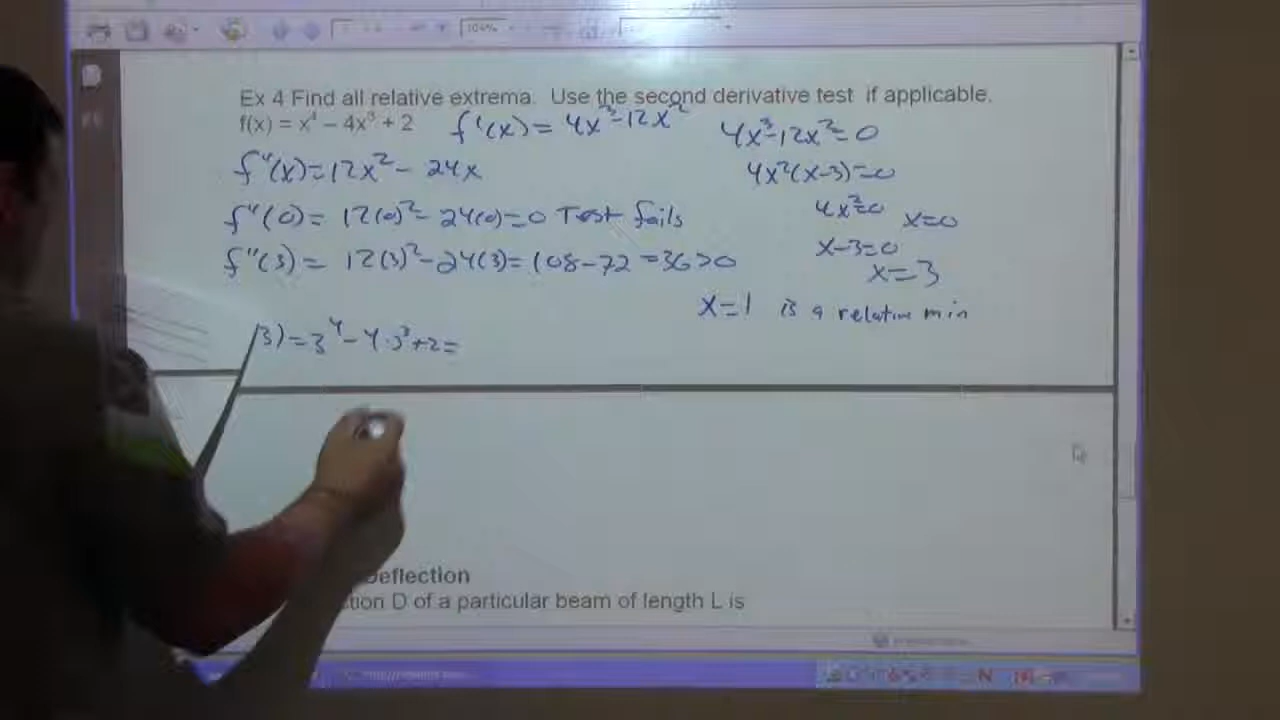 104%
Ex 4 Find all relative extrema. Use the second derivative test if applicable.
f(x) = x⁴ – 4x³ + 2 f'(x) = 4x³-12x² 4x³-12x²=0
f"(x)=12x² - 24x 4x²(x-3)=0
f"(0) = 12(0)² - 24(0)=0 Test fails 4x²=0 x=0
f"(3) = 12(3)² - 24(3) = 108-72 = 36>0 x-3=0
x=3
x=1 is a relative min
3) = 3⁴ - 4·3³+2=
Deflection
D of a particular beam of length L is